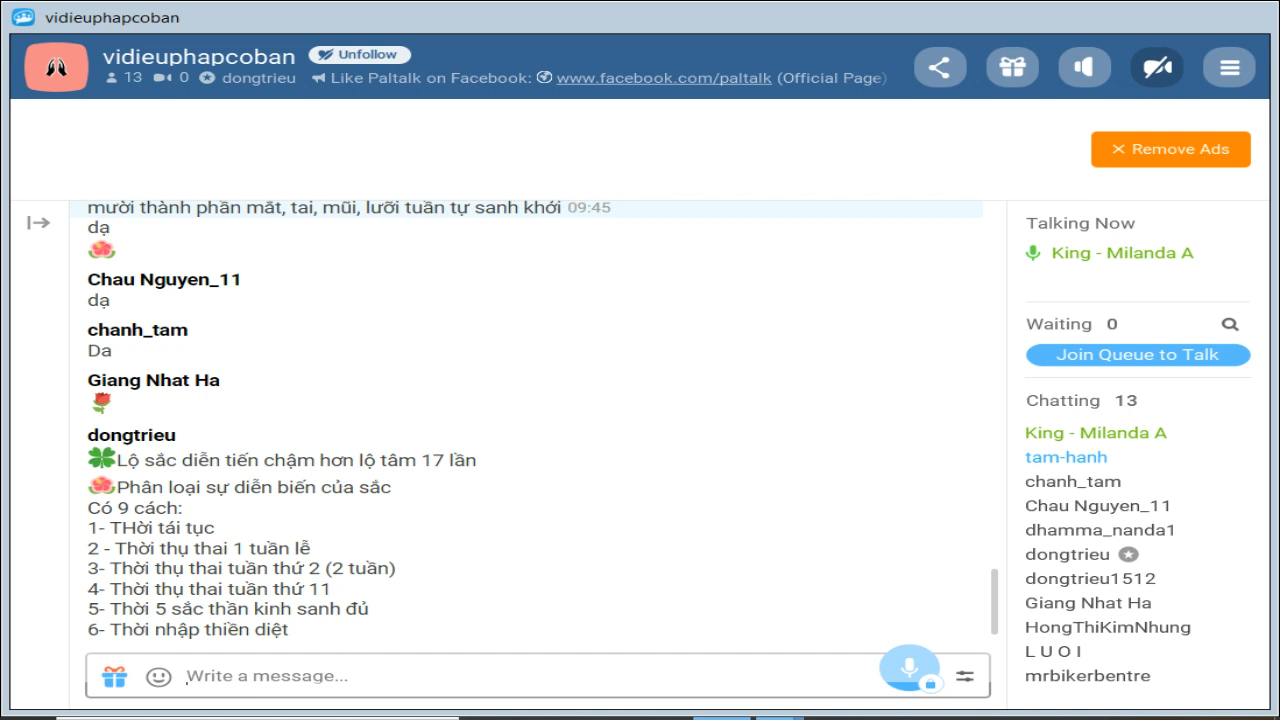 vidieuphapcoban
vidieuphapcoban Unfollow
13 0 dongtrieu Like Paltalk on Facebook: www.facebook.com/paltalk (Official Page)
Remove Ads
mười thành phần mắt, tai, mũi, lưỡi tuần tự sanh khới 09:45
dạ
Chau Nguyen_11
dạ
chanh_tam
Da
Giang Nhat Ha
dongtrieu
Lộ sắc diễn tiến chậm hơn lộ tâm 17 lần
Phân loại sự diễn biến của sắc
Có 9 cách:
1- THời tái tục
2 - Thời thụ thai 1 tuần lễ
3- Thời thụ thai tuần thứ 2 (2 tuần)
4- Thời thụ thai tuần thứ 11
5- Thời 5 sắc thần kinh sanh đủ
6- Thời nhập thiền diệt
Write a message...
Talking Now
King - Milanda A
Waiting 0
Join Queue to Talk
Chatting 13
King - Milanda A
tam-hanh
chanh_tam
Chau Nguyen_11
dhamma_nanda1
dongtrieu
dongtrieu1512
Giang Nhat Ha
HongThiKimNhung
L U O I
mrbikerbentre